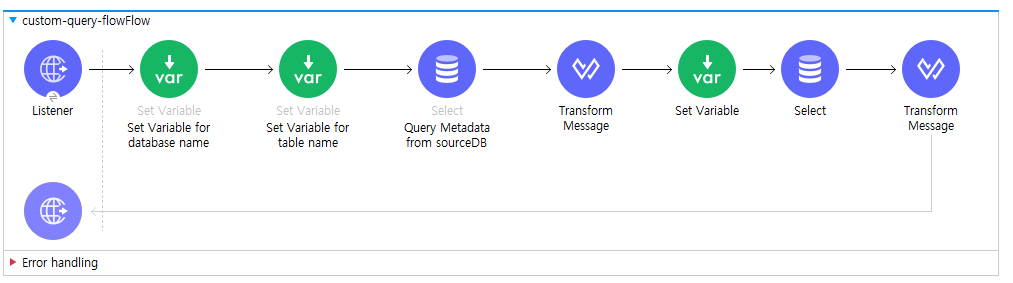 custom-query-flowFlow
var
var
var
Listener
Set Variable
Set Variable for
database name
Set Variable
Set Variable for
table name
Select
Query Metadata
from sourceDB
Transform
Message
Set Variable
Select
Transform
Message
Error handling